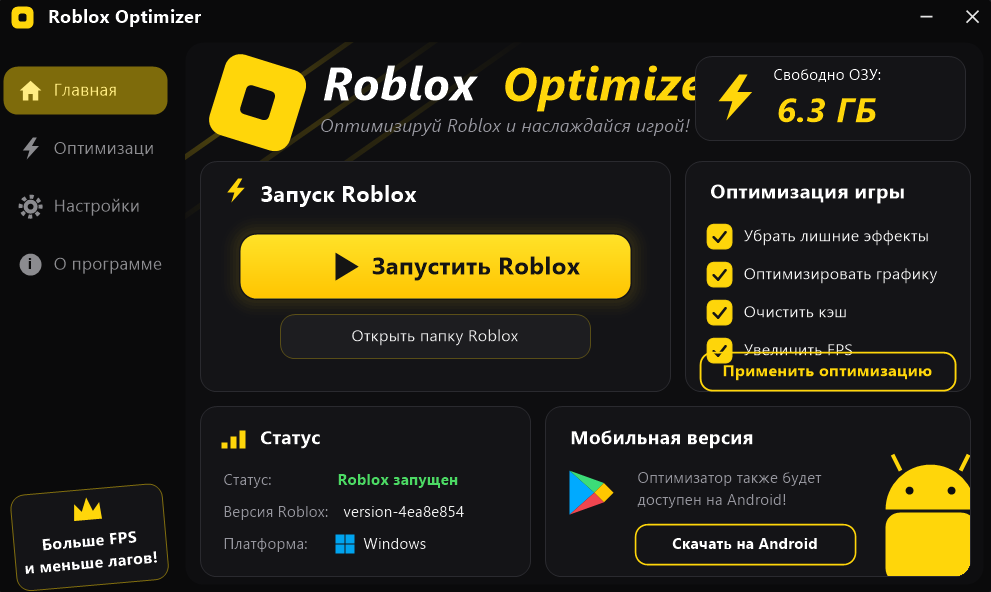 Roblox Optimizer
Главная
Оптимизаци
Настройки
О программе
Больше FPS
и меньше лагов!
Roblox Optimize
Оптимизируй Roblox и наслаждайся игрой!
Свободно ОЗУ:
6.3 ГБ
Запуск Roblox
Запустить Roblox
Открыть папку Roblox
Оптимизация игры
Убрать лишние эффекты
Оптимизировать графику
Очистить кэш
Увеличить FPS
Применить оптимизацию
Статус
Статус: Roblox запущен
Версия Roblox: version-4ea8e854
Платформа: Windows
Мобильная версия
Оптимизатор также будет
доступен на Android!
Скачать на Android